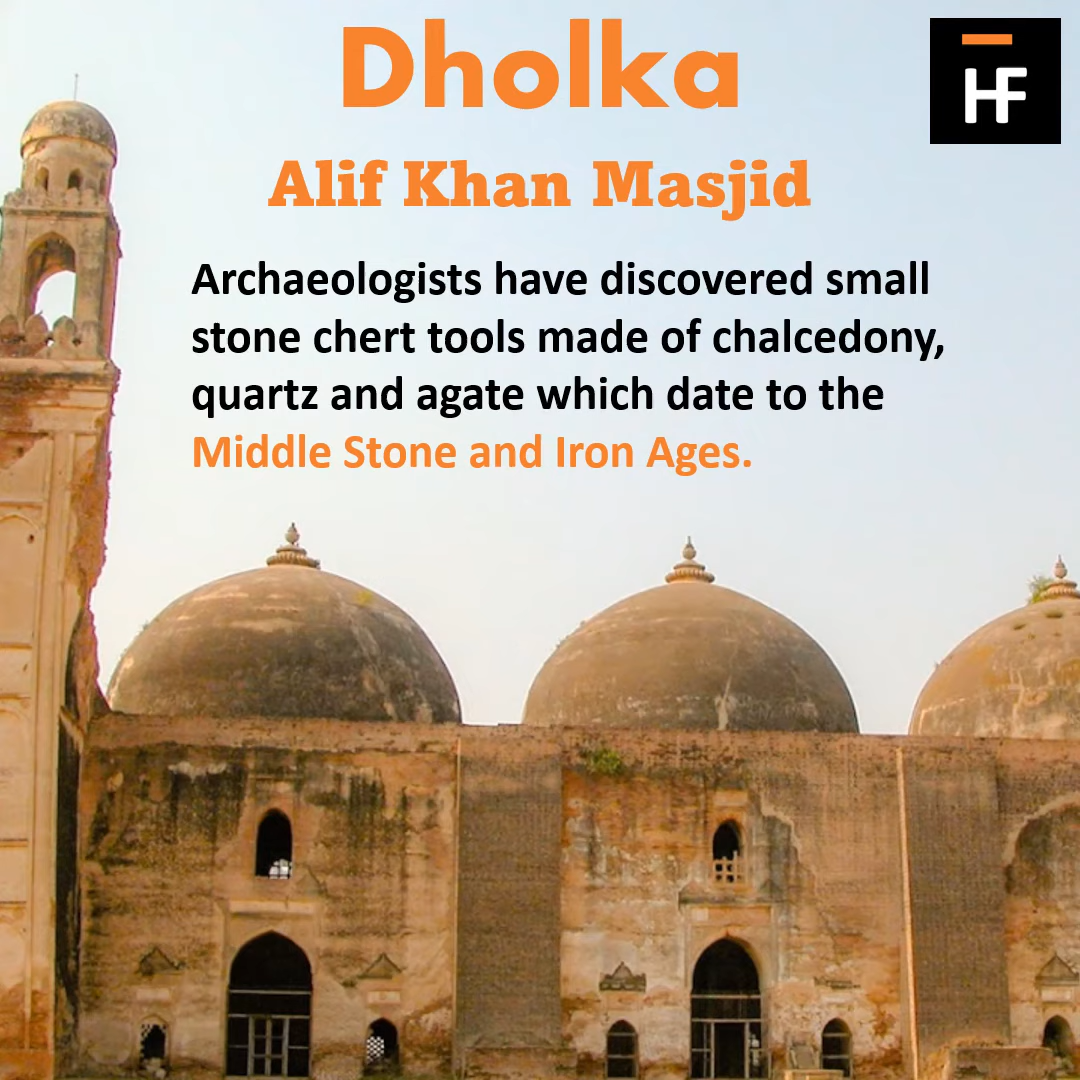 Dholka
HF
Alif Khan Masjid
Archaeologists have discovered small
stone chert tools made of chalcedony,
quartz and agate which date to the
Middle Stone and Iron Ages.